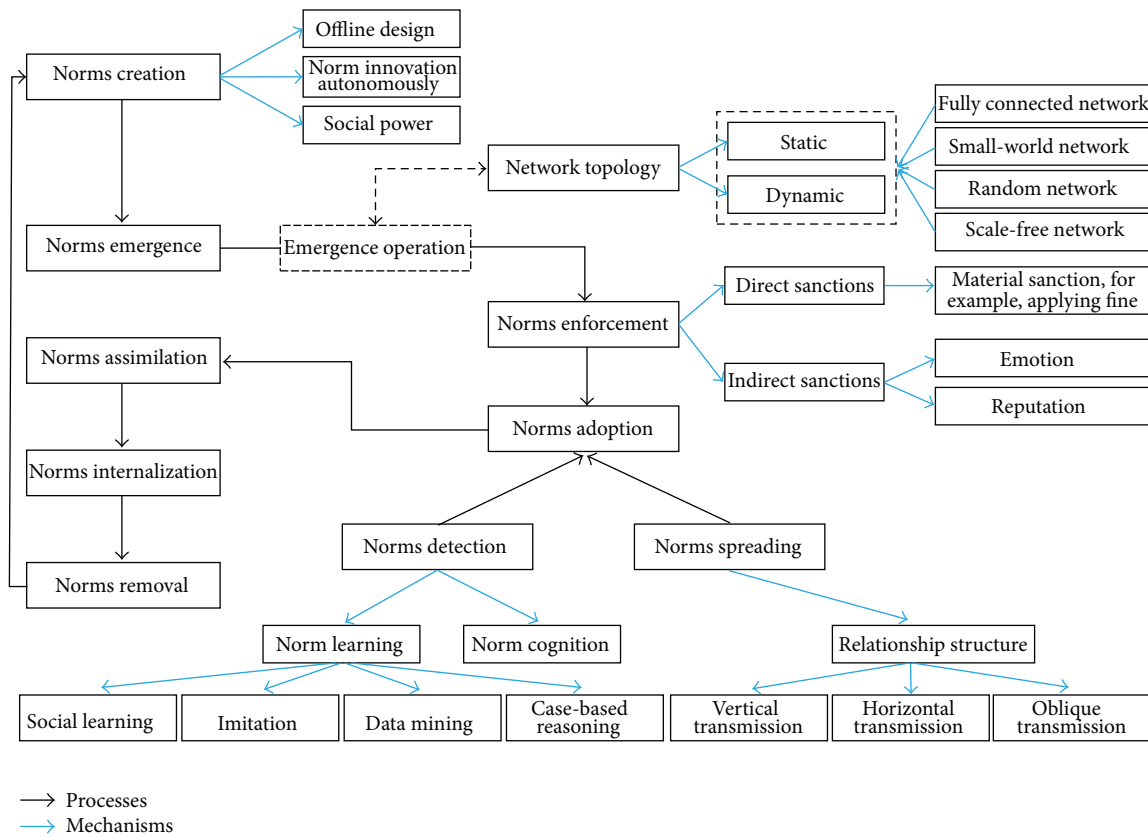 Offline design
Norms creation
Norm innovation
autonomously
Social power
Fully connected network
Static
Small-world network
Network topology
Dynamic
Random network
Scale-free network
Norms emergence
Emergence operation
Direct sanctions
Material sanction, for
example, applying fine
Norms enforcement
Norms assimilation
Emotion
Indirect sanctions
Reputation
Norms adoption
Norms internalization
Norms detection
Norms spreading
Norms removal
Norm learning
Norm cognition
Relationship structure
Social learning
Imitation
Data mining
Case-based
reasoning
Vertical
transmission
Horizontal
transmission
Oblique
transmission
Processes
Mechanisms